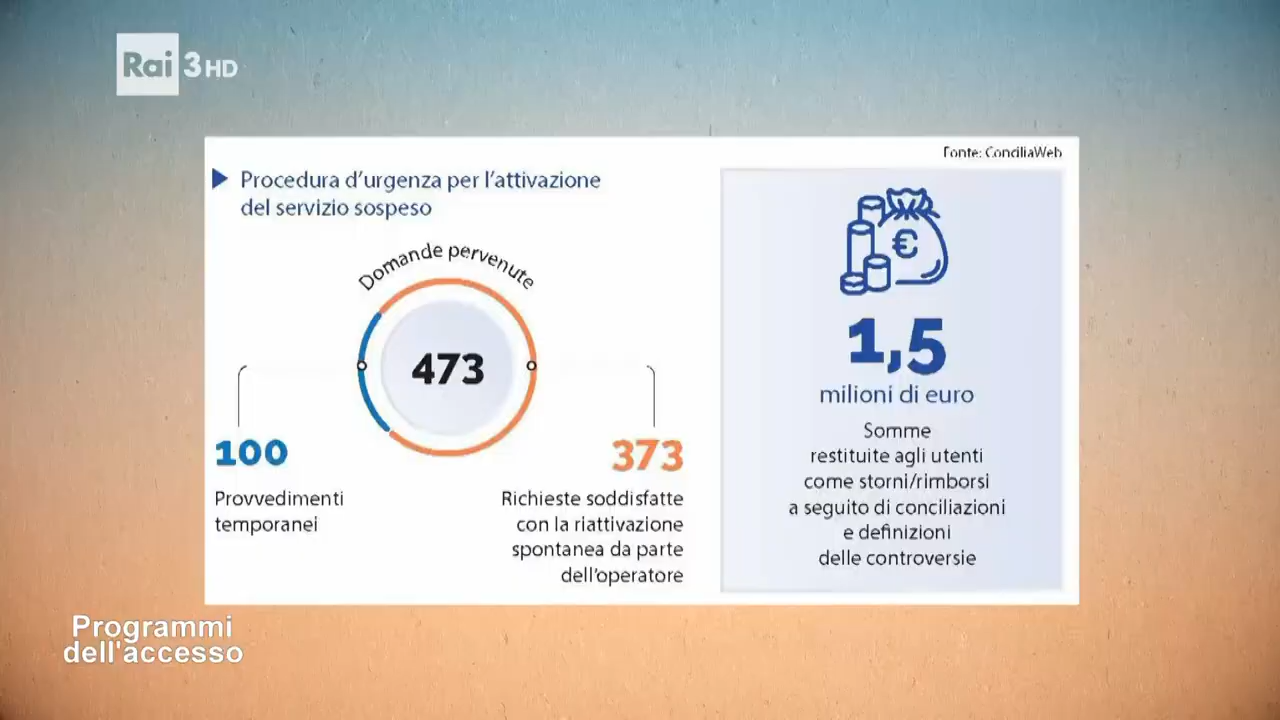 Rai 3 HD
Fonte: ConciliaWeb
Procedura d'urgenza per l'attivazione
del servizio sospeso
Domande pervenute
473
100
Provvedimenti
temporanei
373
Richieste soddisfatte
con la riattivazione
spontanea da parte
dell'operatore
€
1,5
milioni di euro
Somme
restituite agli utenti
come storni/rimborsi
a seguito di conciliazioni
e definizioni
delle controversie
Programmi
dell'accesso